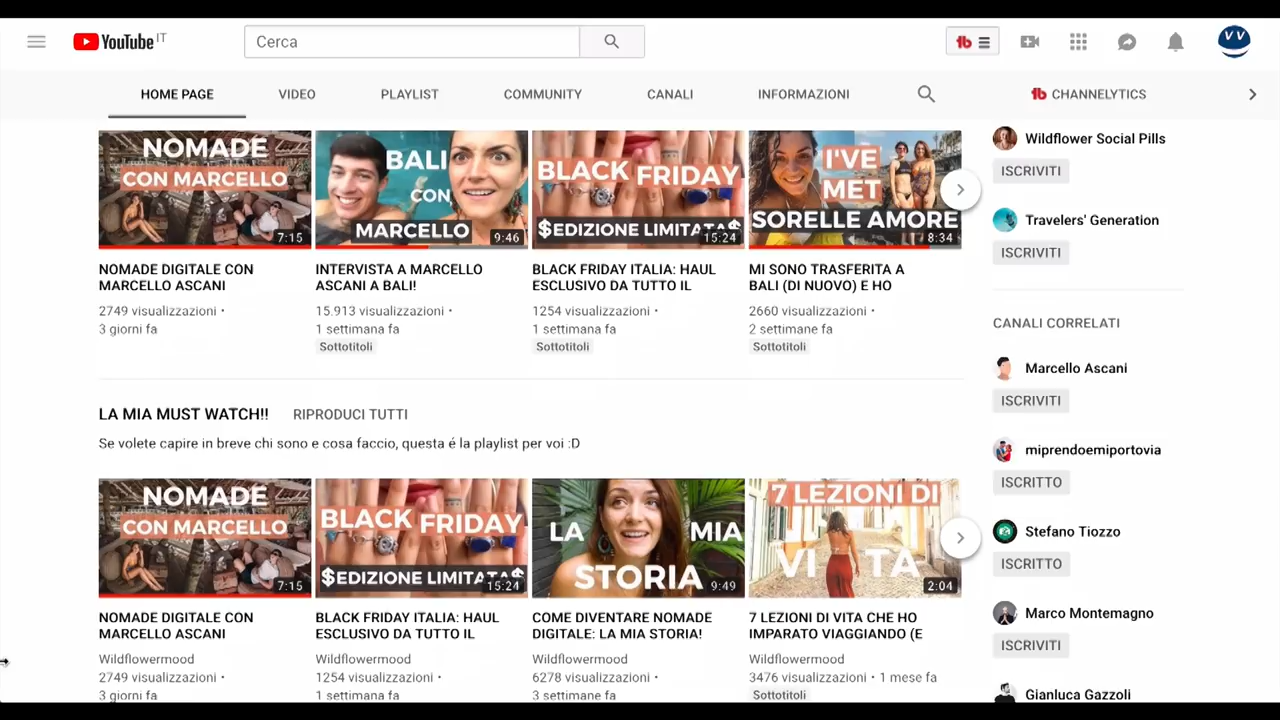 YouTube IT
Cerca
HOME PAGE
VIDEO
PLAYLIST
COMMUNITY
CANALI
INFORMAZIONI
CHANNELYTICS
NOMADE
CON MARCELLO
7:15
NOMADE DIGITALE CON
MARCELLO ASCANI
2749 visualizzazioni •
3 giorni fa
BALI
CON
MARCELLO
9:46
INTERVISTA A MARCELLO
ASCANI A BALI!
15.913 visualizzazioni •
1 settimana fa
Sottotitoli
BLACK FRIDAY
$EDIZIONE LIMITATA$
15:24
BLACK FRIDAY ITALIA: HAUL
ESCLUSIVO DA TUTTO IL
1254 visualizzazioni •
1 settimana fa
Sottotitoli
I'VE
MET
SORELLE AMORE
8:34
MI SONO TRASFERITA A
BALI (DI NUOVO) E HO
2660 visualizzazioni •
2 settimane fa
Sottotitoli
LA MIA MUST WATCH!! RIPRODUCI TUTTI
Se volete capire in breve chi sono e cosa faccio, questa é la playlist per voi :D
NOMADE
CON MARCELLO
7:15
NOMADE DIGITALE CON
MARCELLO ASCANI
Wildflowermood
2749 visualizzazioni •
3 giorni fa
BLACK FRIDAY
$EDIZIONE LIMITATA$
15:24
BLACK FRIDAY ITALIA: HAUL
ESCLUSIVO DA TUTTO IL
Wildflowermood
1254 visualizzazioni •
1 settimana fa
LA MIA
STORIA
9:49
COME DIVENTARE NOMADE
DIGITALE: LA MIA STORIA!
Wildflowermood
6278 visualizzazioni •
3 settimane fa
7 LEZIONI DI
VITA
2:04
7 LEZIONI DI VITA CHE HO
IMPARATO VIAGGIANDO (E
Wildflowermood
3476 visualizzazioni • 1 mese fa
Sottotitoli
Wildflower Social Pills
ISCRIVITI
Travelers' Generation
ISCRIVITI
CANALI CORRELATI
Marcello Ascani
ISCRIVITI
miprendoemiportovia
ISCRITTO
Stefano Tiozzo
ISCRITTO
Marco Montemagno
ISCRIVITI
Gianluca Gazzoli